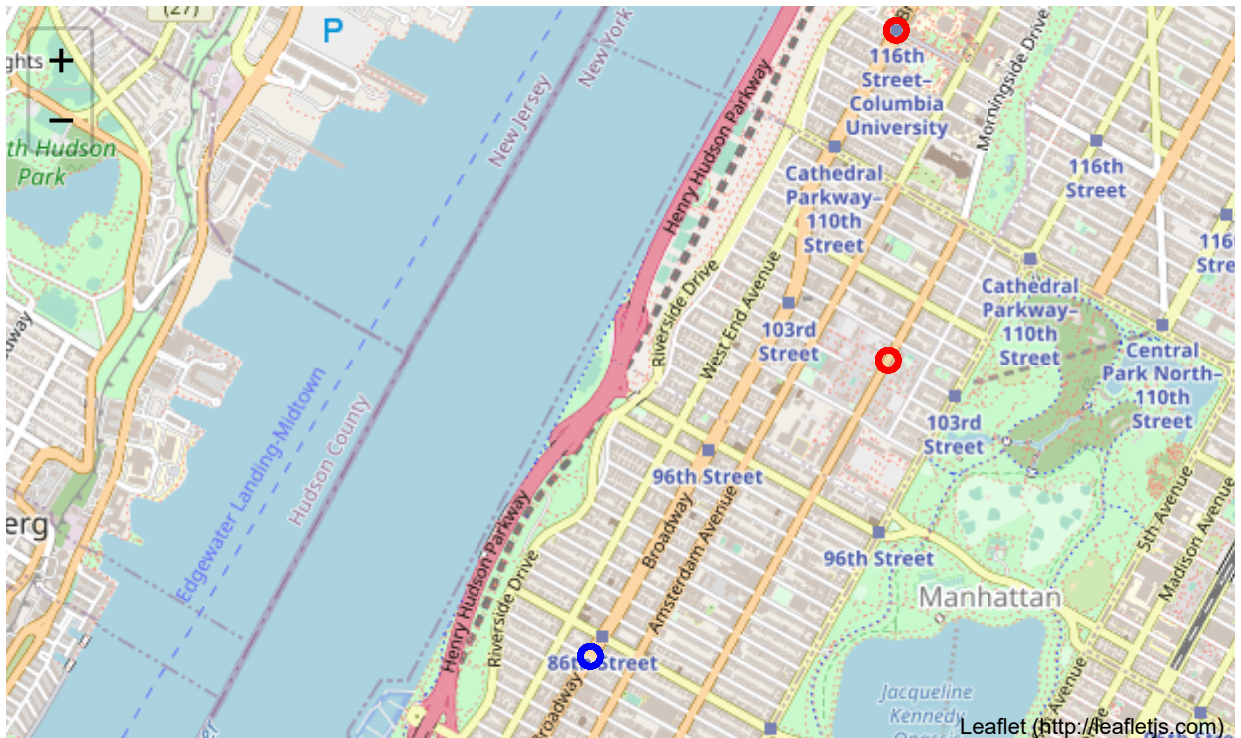 (27)
P
+
−
ghts
th Hudson
Park
New York
New Jersey
Henry Hudson Parkway
116th
Street–
Columbia
University
Morningside Drive
116th
Street
Cathedral
Parkway–
110th
Street
116
Stre
Cathedral
Parkway–
110th
Street
Riverside Drive
West End Avenue
103rd
Street
Central
Park North–
110th
Street
103rd
Street
Edgewater Landing-Midtown
Hudson County
96th Street
Broadway
Amsterdam Avenue
96th Street
5th Avenue
Madison Avenue
erg
Henry Hudson Parkway
Riverside Drive
Manhattan
86th Street
Broadway
Jacqueline
Kennedy
Avenue
Leaflet (http://leafletjs.com)